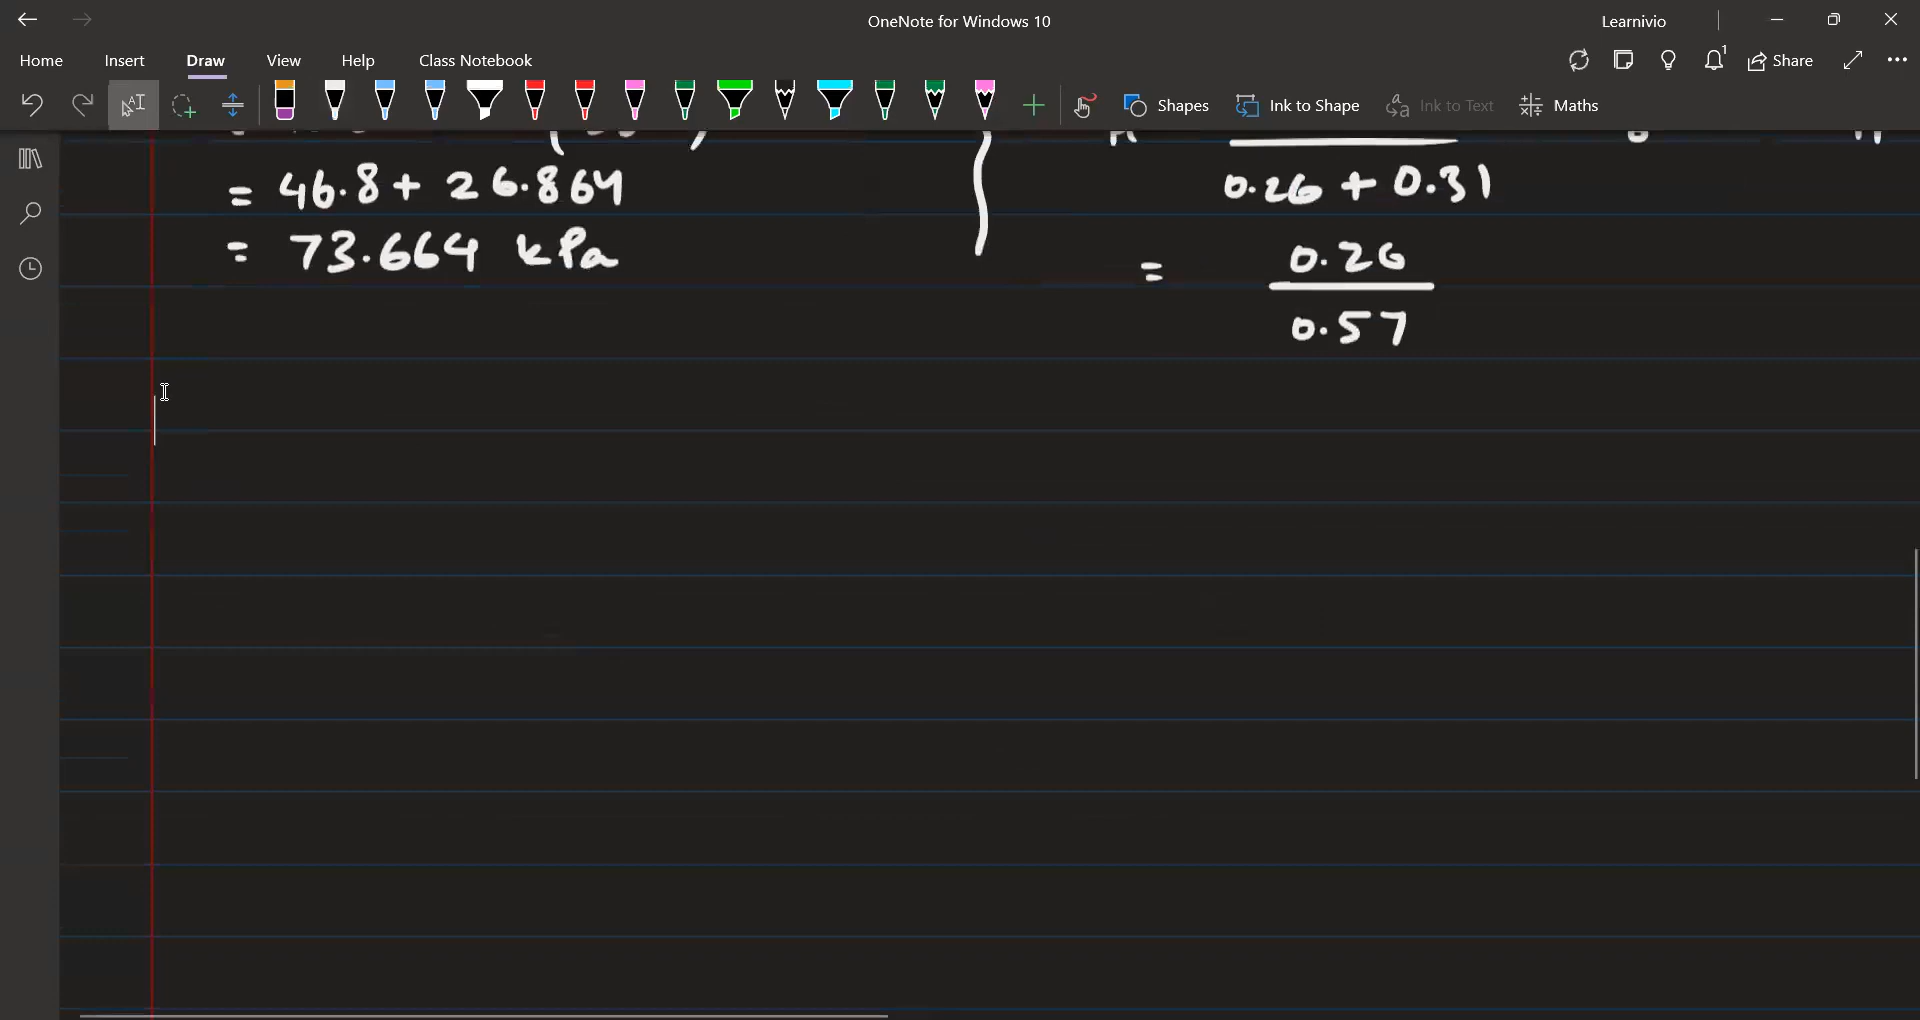 OneNote for Windows 10
Learnivio
Home Insert Draw View Help Class Notebook
1
Share
Shapes Ink to Shape Ink to Text Maths
= 46.8 + 26.864
= 73.664 kPa
0.26 + 0.31
= 0.26
0.57